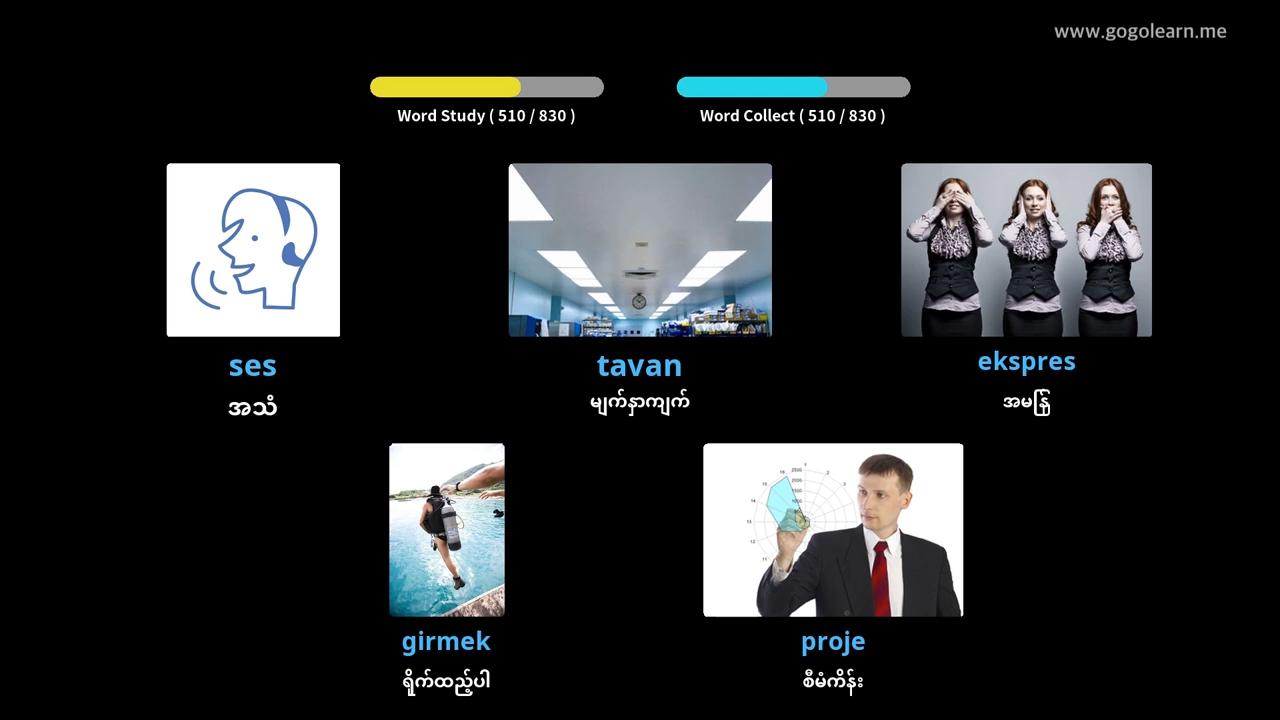 www.gogolearn.me
Word Study ( 510 / 830 )
Word Collect ( 510 / 830 )
ses
အသံ
tavan
မျက်နှာကျက်
ekspres
အမြန်
girmek
ရိုက်ထည့်ပါ
proje
စီမံကိန်း